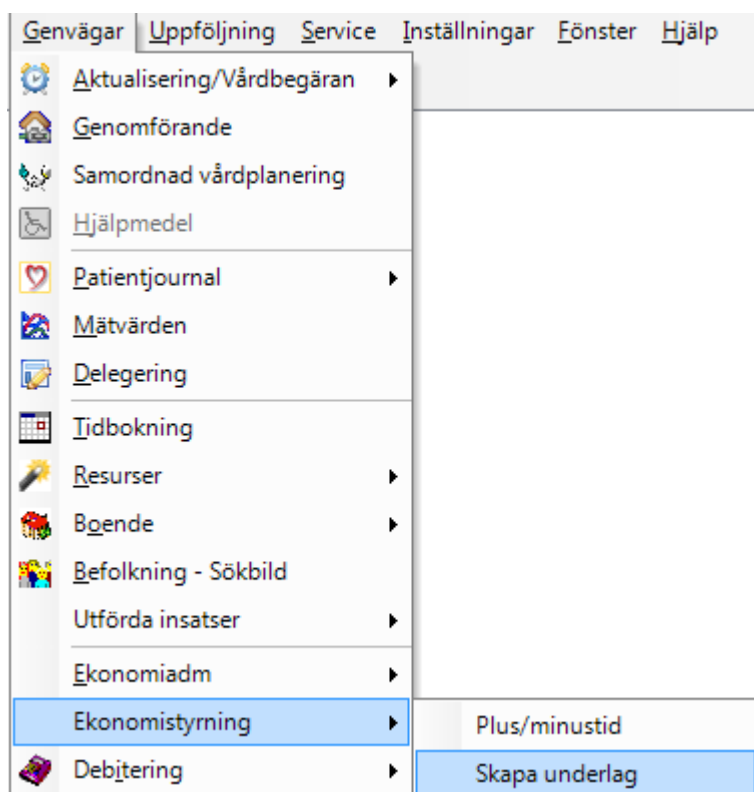 Genvägar Uppföljning Service Inställningar Fönster Hjälp
Aktualisering/Vårdbegäran
Genomförande
Samordnad vårdplanering
Hjälpmedel
Patientjournal
Mätvärden
Delegering
Tidbokning
Resurser
Boende
Befolkning - Sökbild
Utförda insatser
Ekonomiadm
Ekonomistyrning
Plus/minustid
Debitering
Skapa underlag